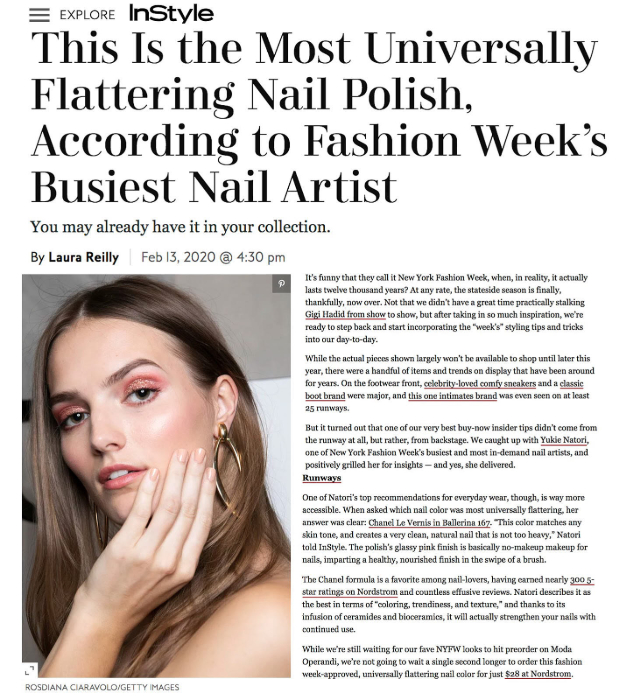 EXPLORE InStyle
This Is the Most Universally
Flattering Nail Polish,
According to Fashion Week’s
Busiest Nail Artist
You may already have it in your collection.
By Laura Reilly Feb 13, 2020 @ 4:30 pm
It’s funny that they call it New York Fashion Week, when, in reality, it actually
lasts twelve thousand years? At any rate, the stateside season is finally,
thankfully, now over. Not that we didn’t have a great time practically stalking
Gigi Hadid from show to show, but after taking in so much inspiration, we’re
ready to step back and start incorporating the “week’s” styling tips and tricks
into our day-to-day.
While the actual pieces shown largely won’t be available to shop until later this
year, there were a handful of items and trends on display that have been around
for years. On the footwear front, celebrity-loved comfy sneakers and a classic
boot brand were major, and this one intimates brand was even seen on at least
25 runways.
But it turned out that one of our very best buy-now insider tips didn’t come from
the runway at all, but rather, from backstage. We caught up with Yukie Natori,
one of New York Fashion Week’s busiest and most in-demand nail artists, and
positively grilled her for insights — and yes, she delivered.
Runways
One of Natori’s top recommendations for everyday wear, though, is way more
accessible. When asked which nail color was most universally flattering, her
answer was clear: Chanel Le Vernis in Ballerina 167. “This color matches any
skin tone, and creates a very clean, natural nail that is not too heavy,” Natori
told InStyle. The polish’s glassy pink finish is basically no-makeup makeup for
nails, imparting a healthy, nourished finish in the swipe of a brush.
The Chanel formula is a favorite among nail-lovers, having earned nearly 300 5-
star ratings on Nordstrom and countless effusive reviews. Natori describes it as
the best in terms of “coloring, trendiness, and texture,” and thanks to its
infusion of ceramides and bioceramics, it will actually strengthen your nails with
continued use.
While we’re still waiting for our fave NYFW looks to hit preorder on Moda
Operandi, we’re not going to wait a single second longer to order this fashion
week-approved, universally flattering nail color for just $28 at Nordstrom.
ROSDIANA CIARAVOLO/GETTY IMAGES